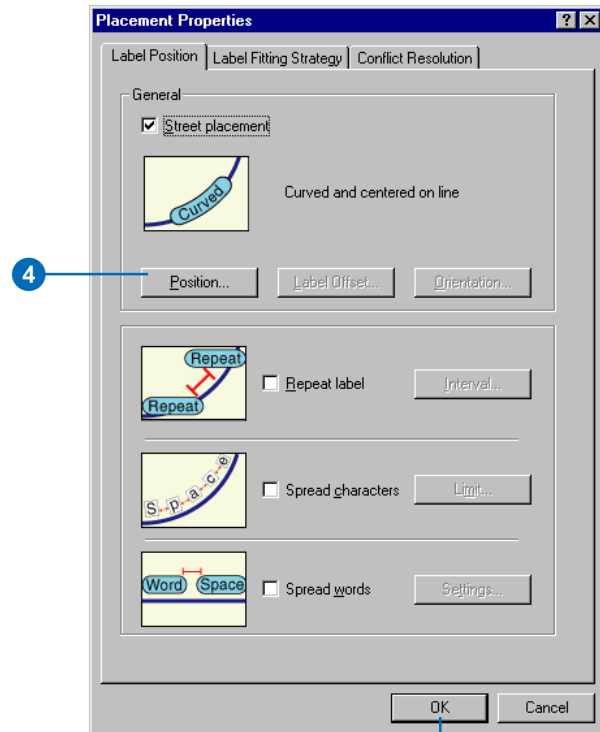 Placement Properties
Label Position Label Fitting Strategy Conflict Resolution
General
Street placement
Curved
Curved and centered on line
4
Position... Label Offset... Orientation...
Repeat
Repeat
Repeat label
Interval...
Space
Spread characters
Limit...
Word Space
Spread words
Settings...
OK Cancel